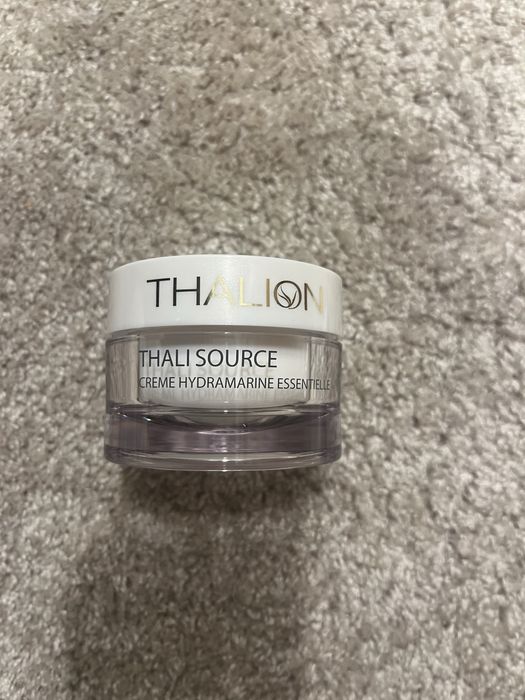 THALION
THALI SOURCE
CREME HYDRAMARINE ESSENTIELLE